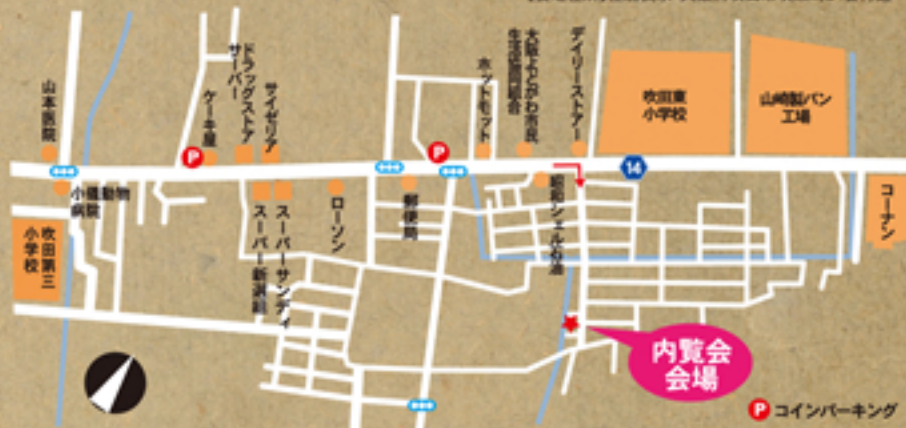 山本医院
ケーキ屋
ドラッグストア
サーバー
サイゼリア
ホットモット
大阪よどがわ市民
生活協同組合
デイリーストアー
吹田東
小学校
山崎製パン
工場
P
P
14
小儀動物
病院
吹田第三
小学校
スーパー新選組
スーパーサンディ
ローソン
郵便局
昭和シェル石油
コーナン
内覧会
会場
P コインパーキング